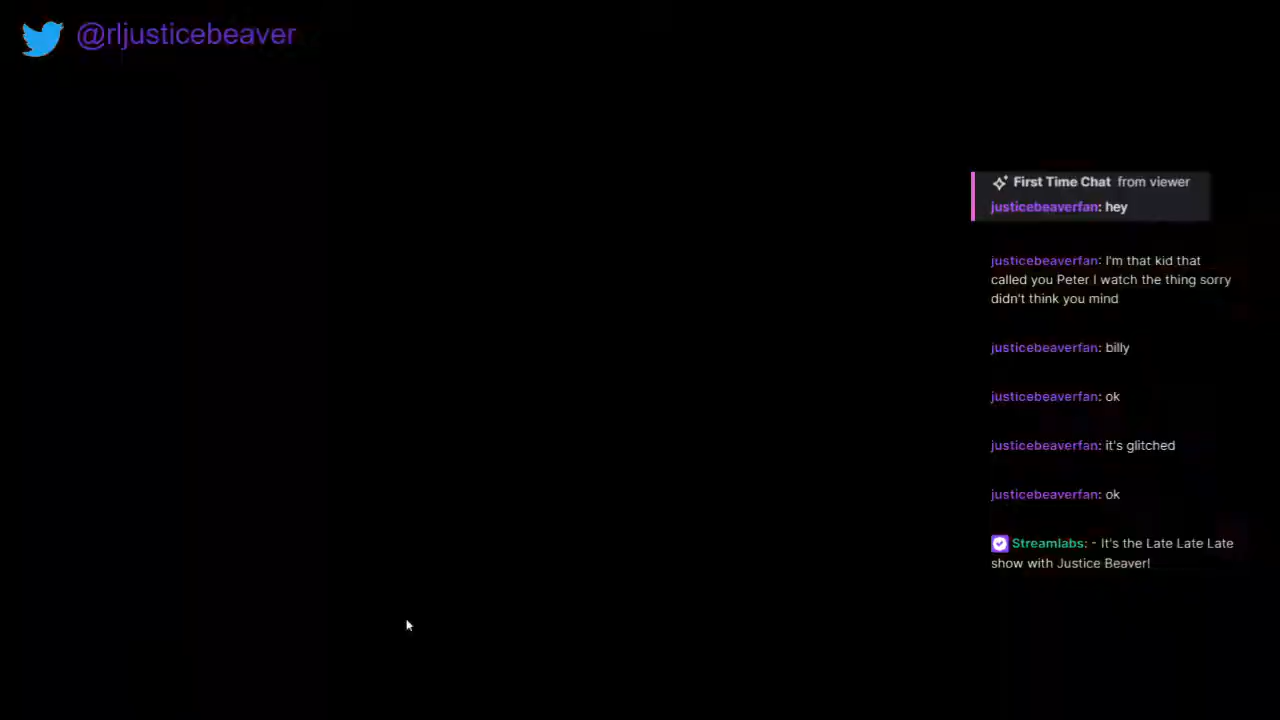 @rljusticebeaver
First Time Chat from viewer
justicebeaverfan: hey
justicebeaverfan: I'm that kid that
called you Peter I watch the thing sorry
didn't think you mind
justicebeaverfan: billy
justicebeaverfan: ok
justicebeaverfan: it's glitched
justicebeaverfan: ok
Streamlabs: - It's the Late Late Late
show with Justice Beaver!